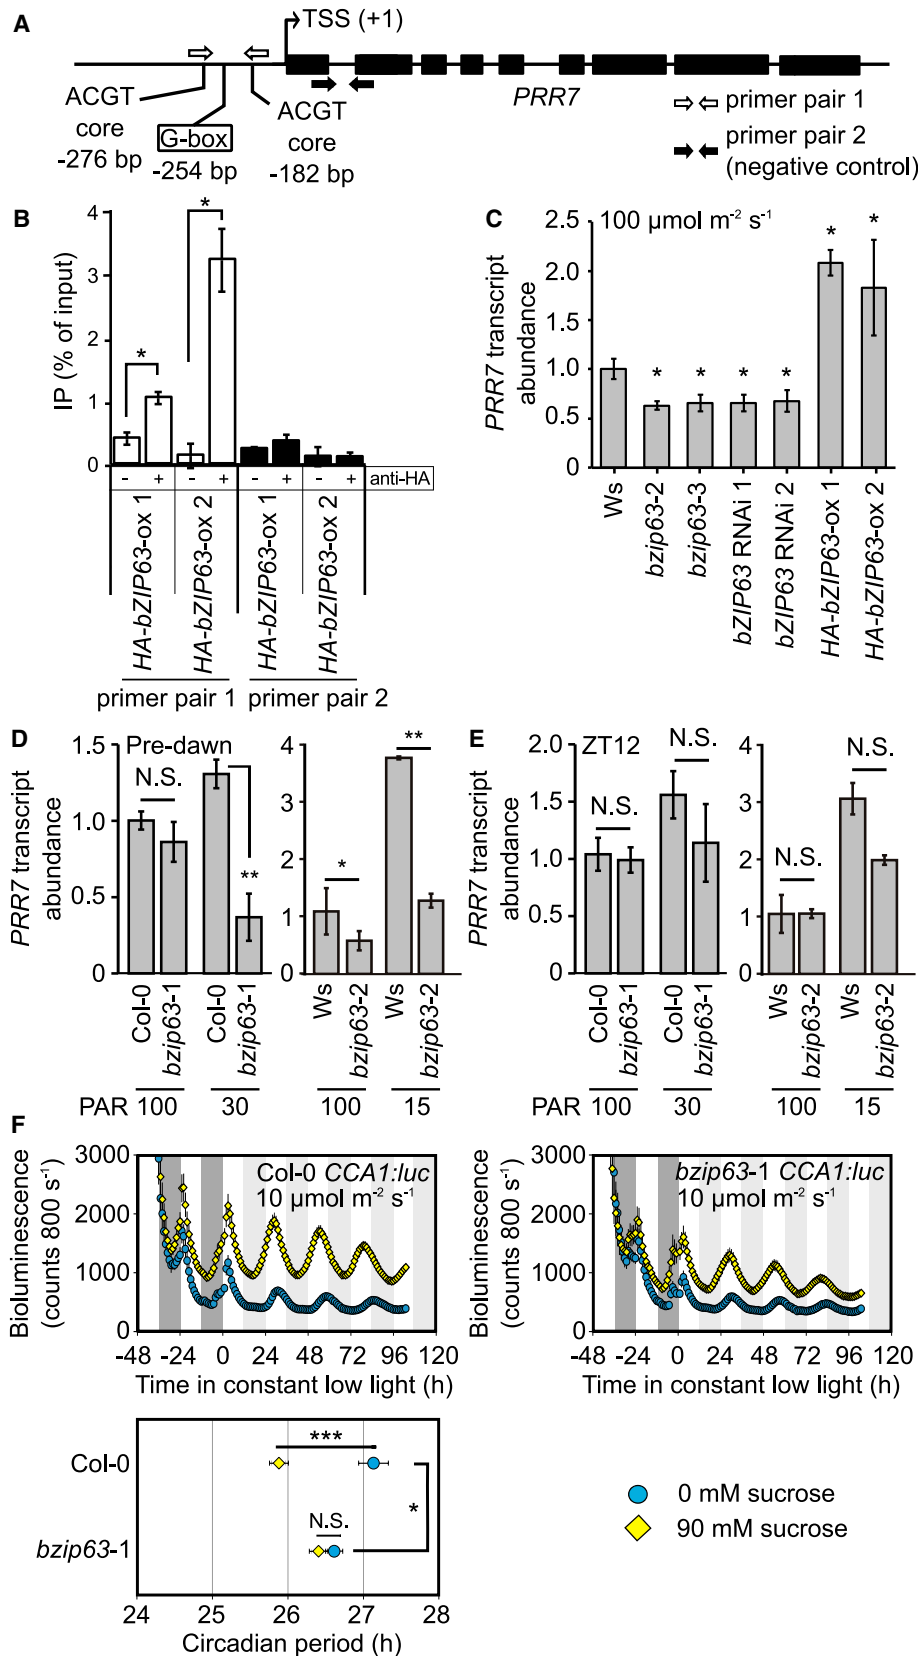 A
TSS (+1)
ACGT
core
-276 bp
G-box
-254 bp
ACGT
core
-182 bp
PRR7
primer pair 1
primer pair 2
(negative control)
B
IP (% of input)
4
3
2
1
0
*
*
- + - + - + - + anti-HA
HA-bZIP63-ox 1
HA-bZIP63-ox 2
HA-bZIP63-ox 1
HA-bZIP63-ox 2
primer pair 1
primer pair 2
C
100 µmol m-2 s-1
PRR7 transcript
abundance
2.5
2.0
1.5
1.0
0.5
0
* * * * * *
Ws
bzip63-2
bzip63-3
bZIP63 RNAi 1
bZIP63 RNAi 2
HA-bZIP63-ox 1
HA-bZIP63-ox 2
D
Pre-dawn
PRR7 transcript
abundance
1.5
1.0
0.5
0
N.S.
**
Col-0
bzip63-1
Col-0
bzip63-1
4
3
2
1
0
*
**
Ws
bzip63-2
Ws
bzip63-2
PAR 100 30 100 15
E
ZT12
PRR7 transcript
abundance
2.0
1.5
1.0
0.5
0
N.S.
N.S.
Col-0
bzip63-1
Col-0
bzip63-1
4
3
2
1
0
N.S.
N.S.
Ws
bzip63-2
Ws
bzip63-2
PAR 100 30 100 15
F
Bioluminescence
(counts 800 s-1)
3000
2000
1000
0
Col-0 CCA1:luc
10 µmol m-2 s-1
-48 -24 0 24 48 72 96 120
Time in constant low light (h)
Bioluminescence
(counts 800 s-1)
3000
2000
1000
0
bzip63-1 CCA1:luc
10 µmol m-2 s-1
-48 -24 0 24 48 72 96 120
Time in constant low light (h)
Col-0
bzip63-1
***
*
N.S.
24 25 26 27 28
Circadian period (h)
0 mM sucrose
90 mM sucrose